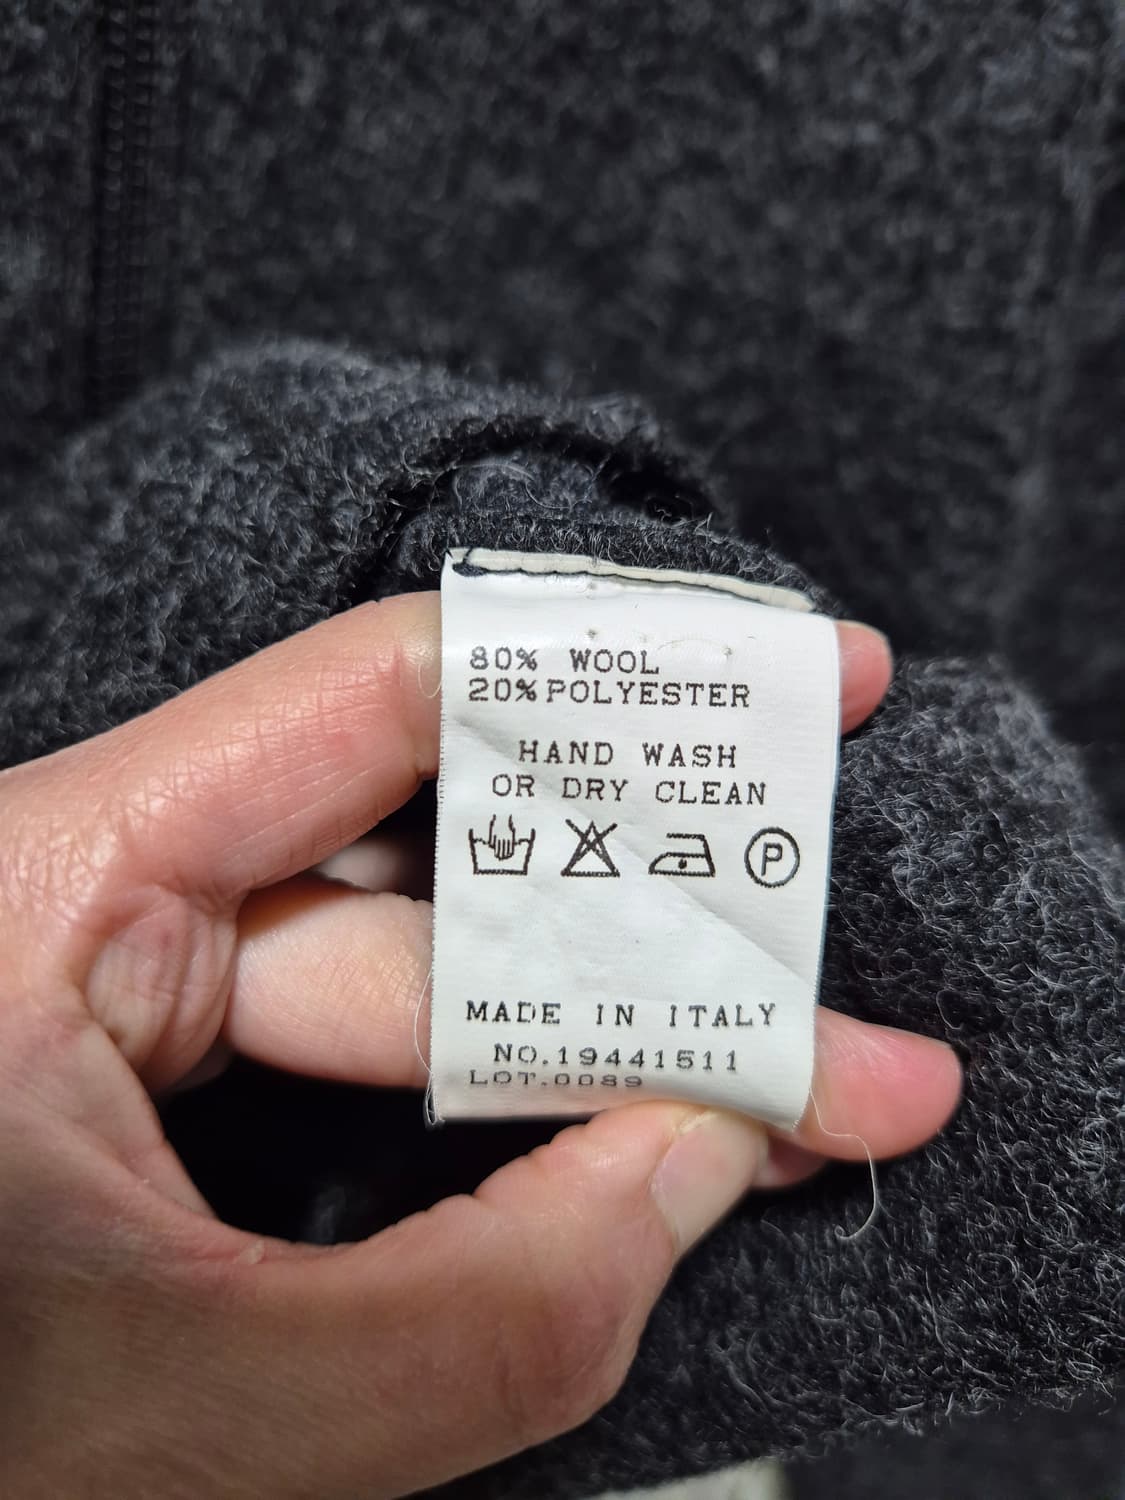 80% WOOL
20% POLYESTER
HAND WASH
OR DRY CLEAN
P
MADE IN ITALY
NO.19441511
LOT.0089